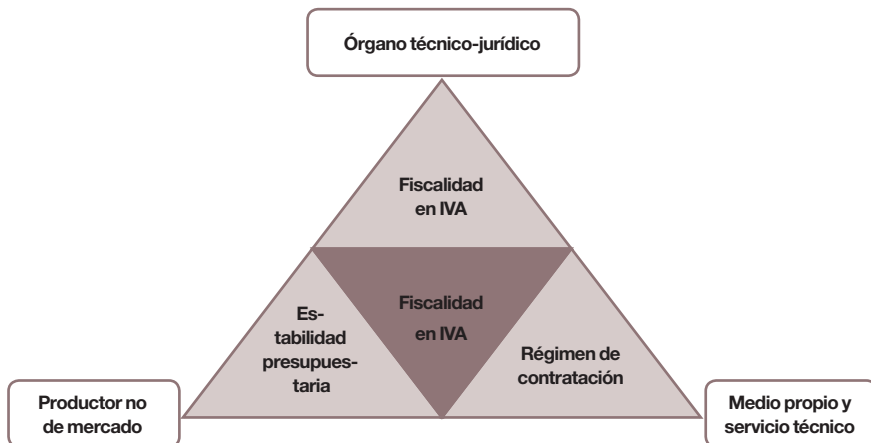 Órgano técnico-jurídico
Fiscalidad
en IVA
Fiscalidad
en IVA
Es-
tabilidad
presupues-
taria
Régimen de
contratación
Productor no
de mercado
Medio propio y
servicio técnico